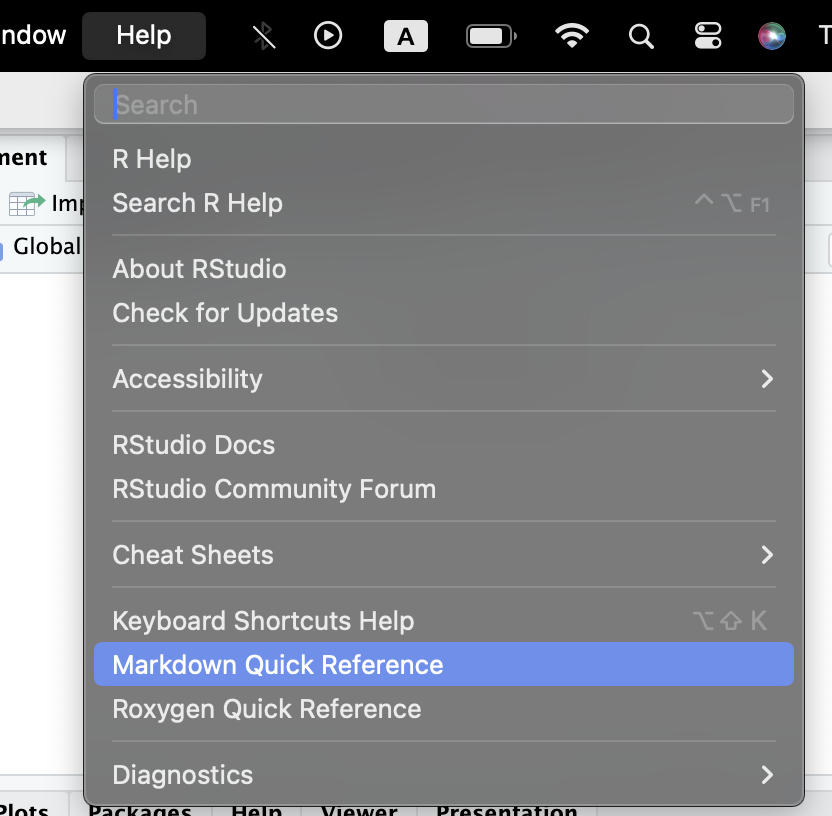 ndow Help A T
Search
R Help
Search R Help ⌃⌥F1
About RStudio
Check for Updates
Accessibility
RStudio Docs
RStudio Community Forum
Cheat Sheets
Keyboard Shortcuts Help ⌥⇧K
Markdown Quick Reference
Roxygen Quick Reference
Diagnostics
ment
Imp
Global
Plots Packages Help Viewer Presentation